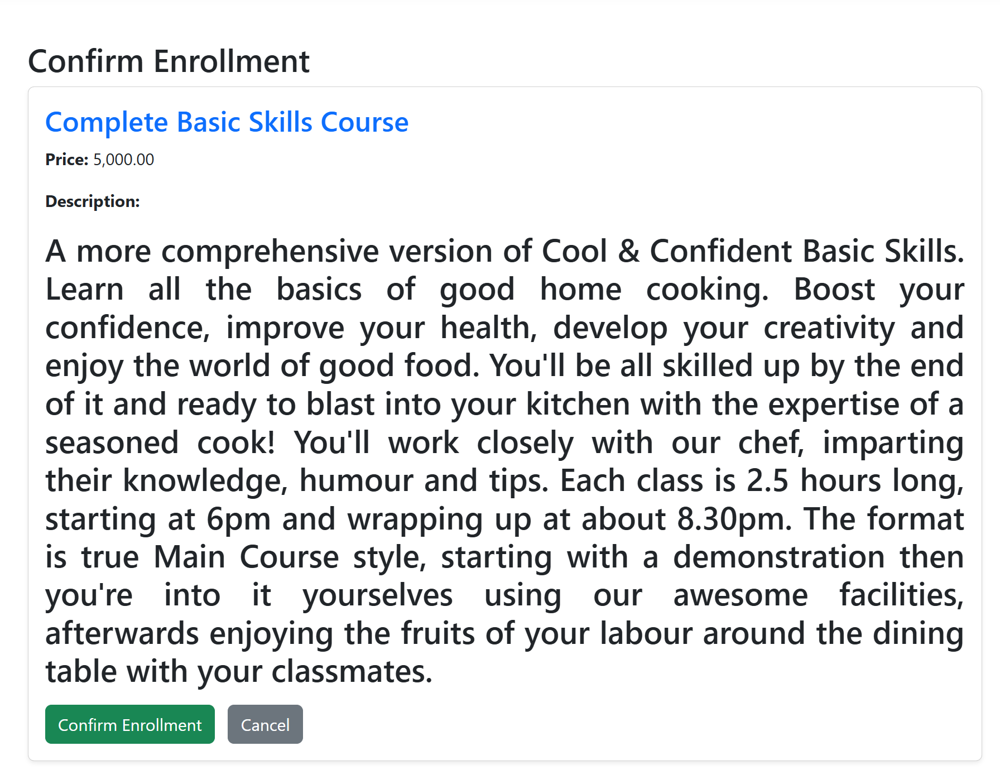 Confirm Enrollment
Complete Basic Skills Course
Price: 5,000.00
Description:
A more comprehensive version of Cool & Confident Basic Skills.
Learn all the basics of good home cooking. Boost your
confidence, improve your health, develop your creativity and
enjoy the world of good food. You'll be all skilled up by the end
of it and ready to blast into your kitchen with the expertise of a
seasoned cook! You'll work closely with our chef, imparting
their knowledge, humour and tips. Each class is 2.5 hours long,
starting at 6pm and wrapping up at about 8.30pm. The format
is true Main Course style, starting with a demonstration then
you're into it yourselves using our awesome facilities,
afterwards enjoying the fruits of your labour around the dining
table with your classmates.
Confirm Enrollment Cancel